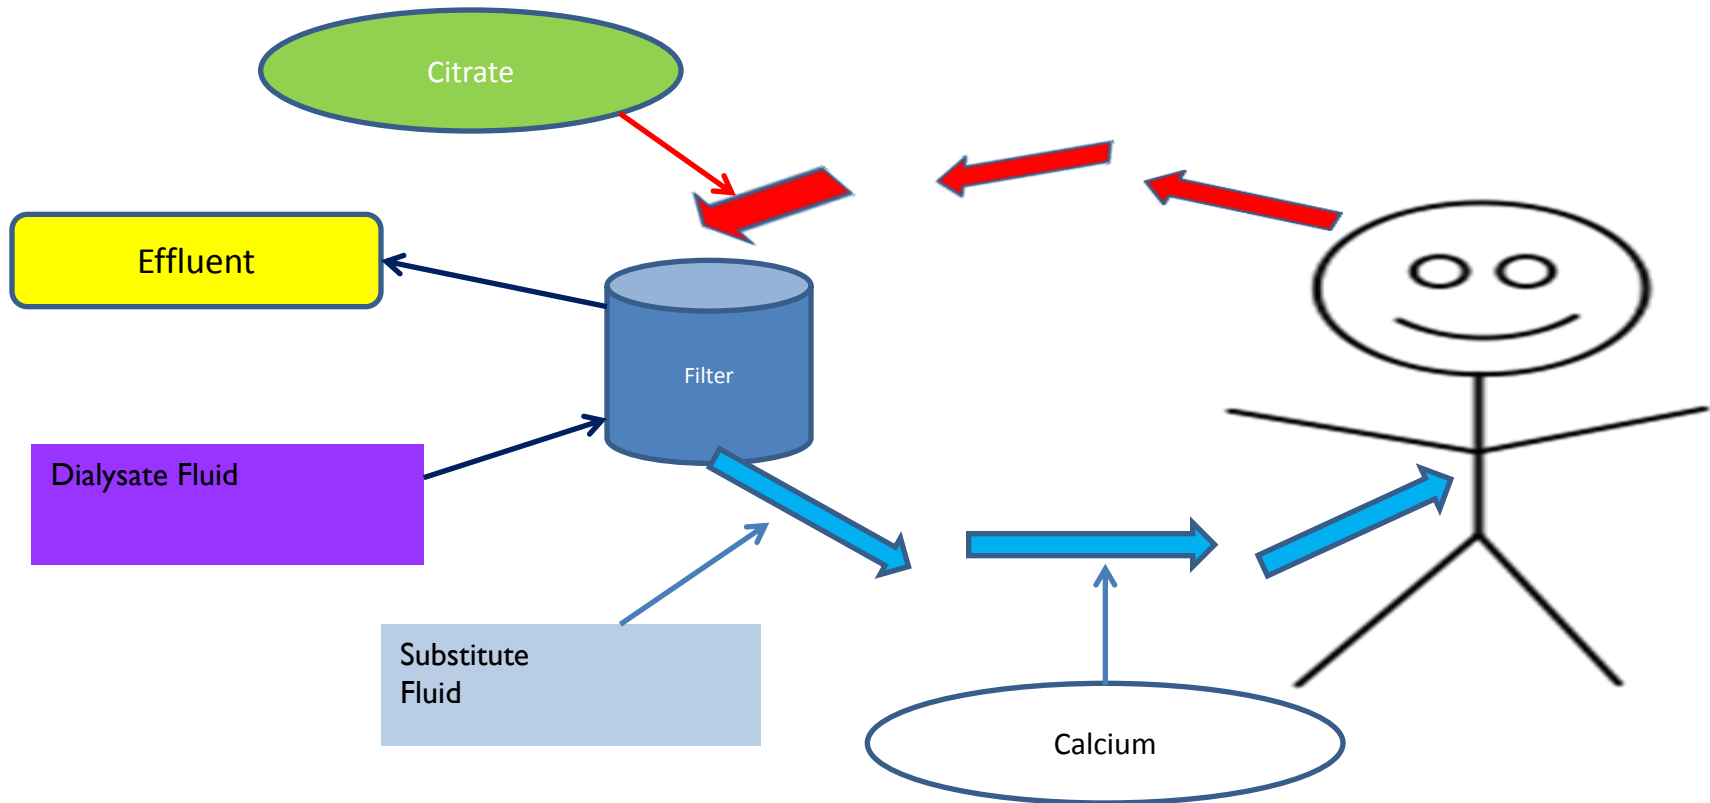 Citrate
Effluent
Filter
Dialysate Fluid
Substitute
Fluid
Calcium